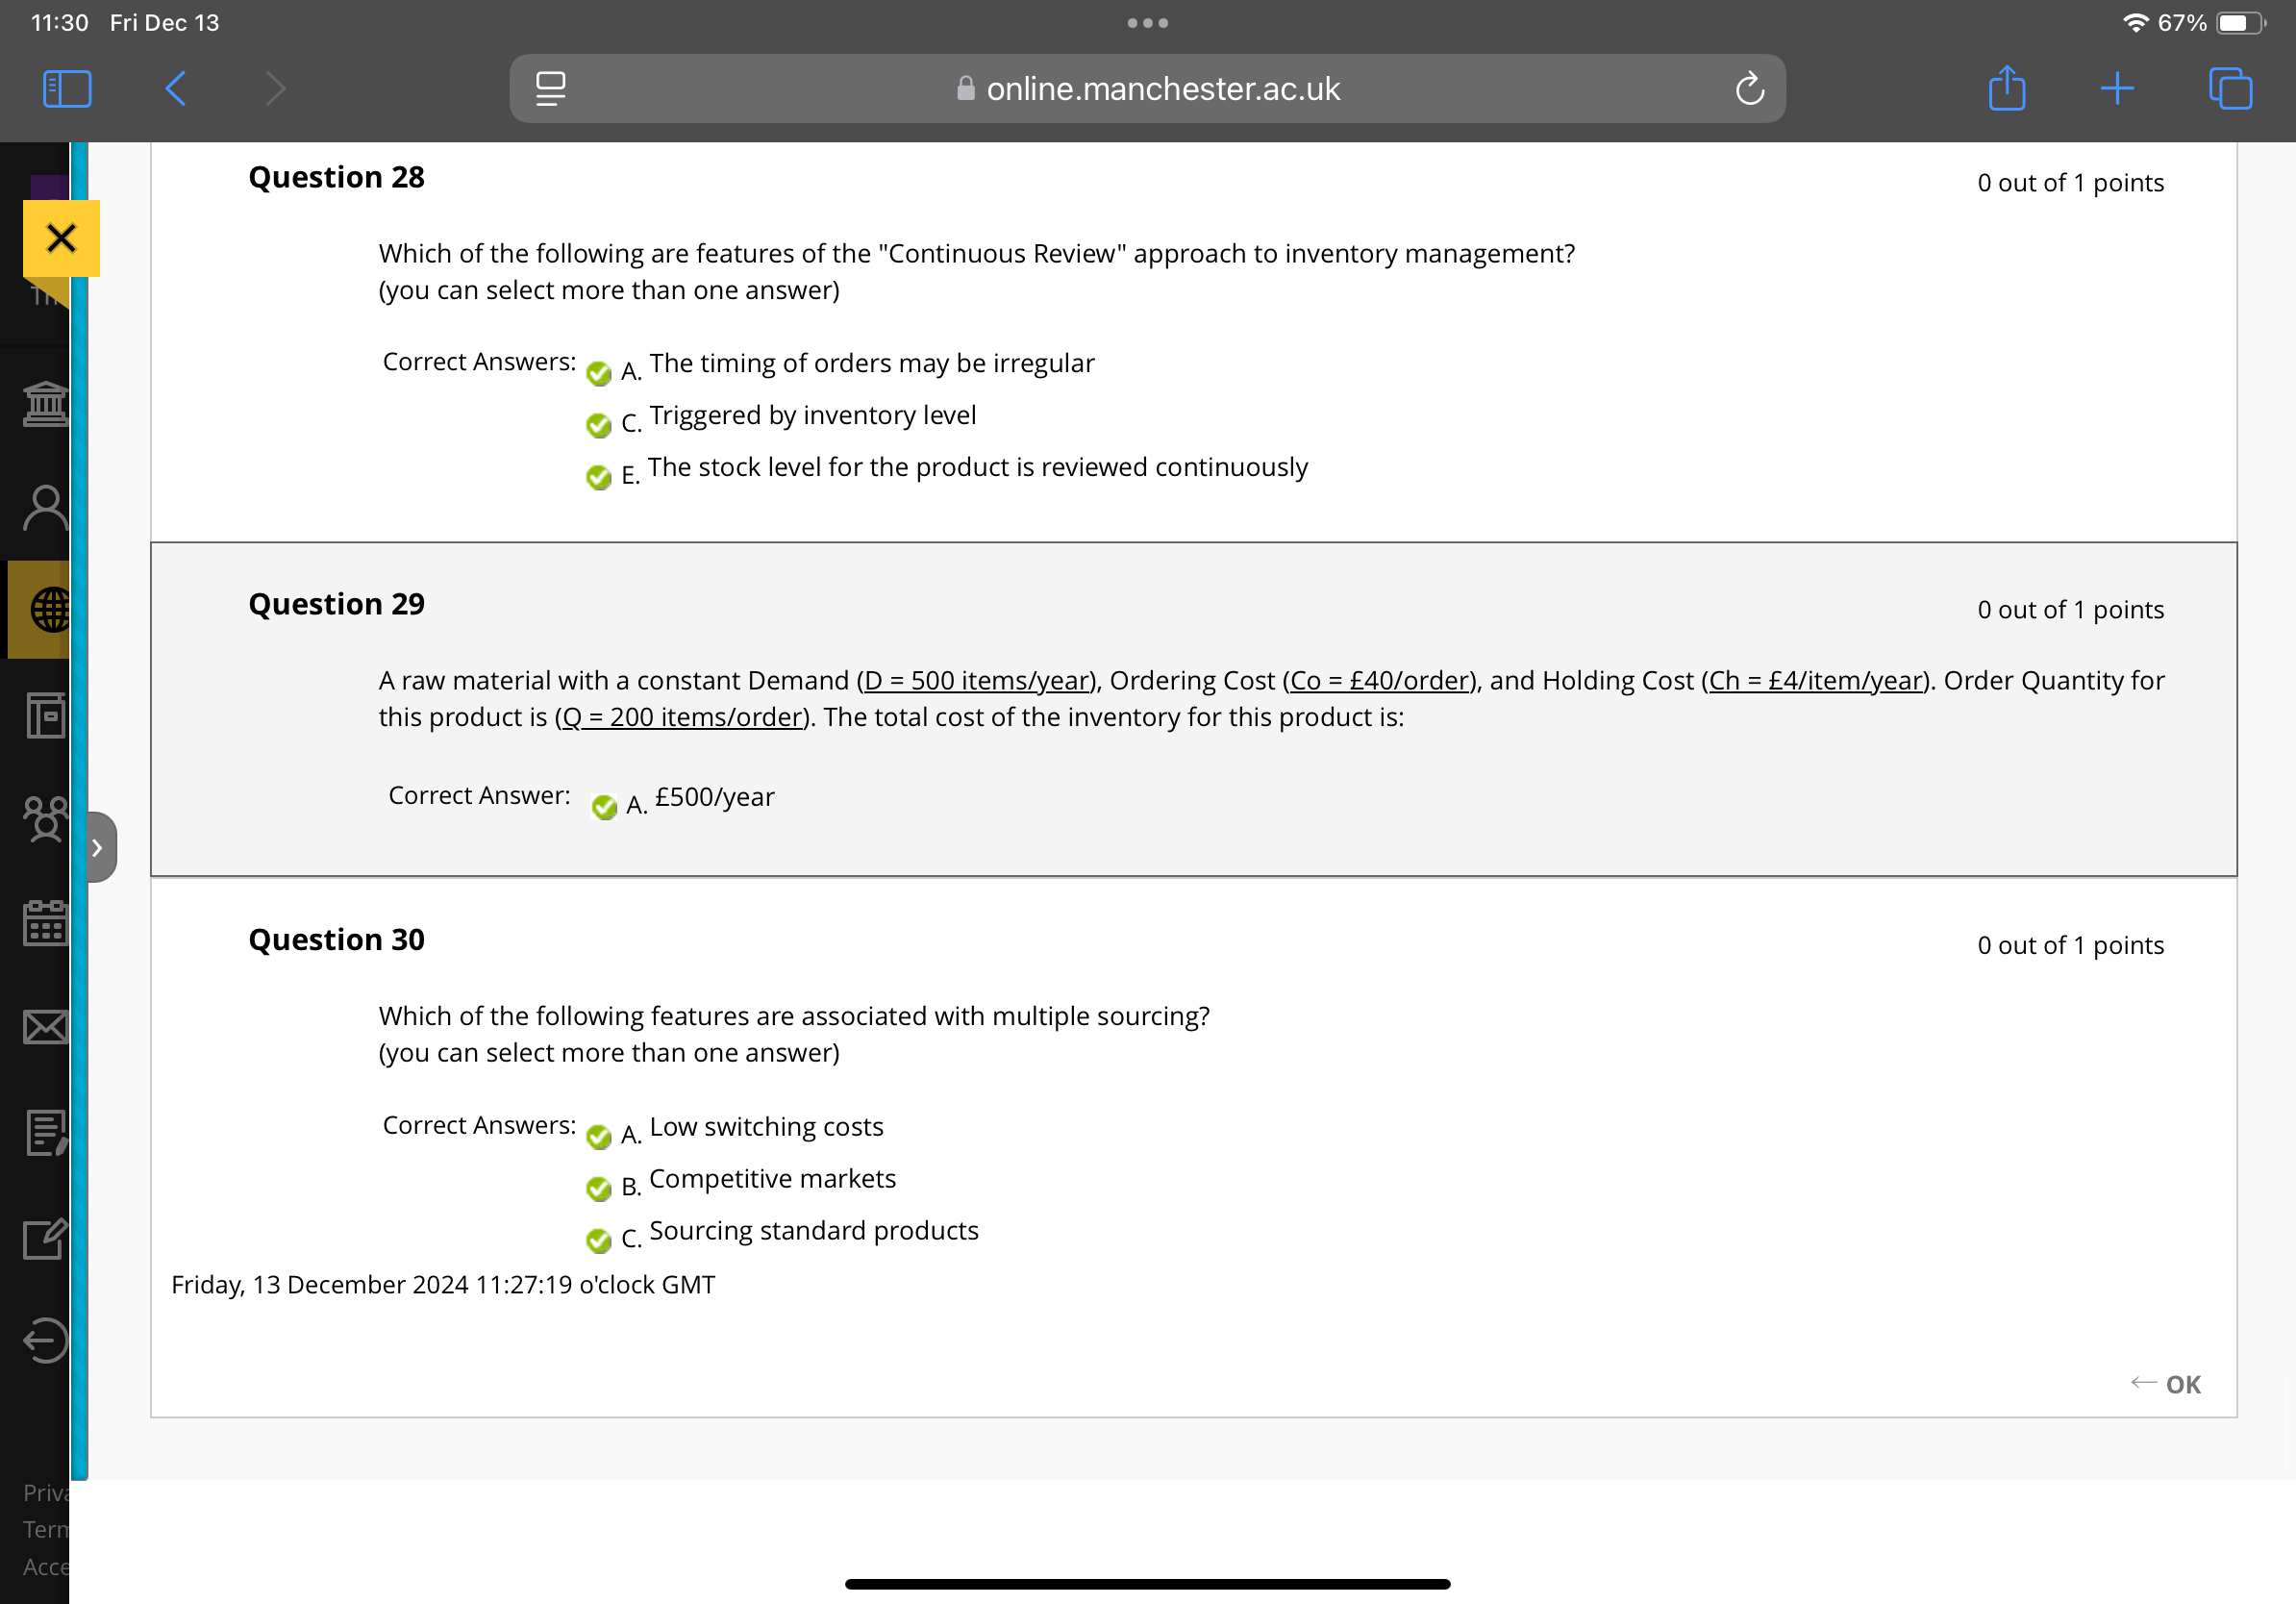 11:30 Fri Dec 13
67%
online.manchester.ac.uk
Question 28
0 out of 1 points
Which of the following are features of the "Continuous Review" approach to inventory management?
(you can select more than one answer)
Correct Answers: A. The timing of orders may be irregular
C. Triggered by inventory level
E. The stock level for the product is reviewed continuously
Question 29
0 out of 1 points
A raw material with a constant Demand (D = 500 items/year), Ordering Cost (Co = £40/order), and Holding Cost (Ch = £4/item/year). Order Quantity for
this product is (Q = 200 items/order). The total cost of the inventory for this product is:
Correct Answer: A. £500/year
Question 30
0 out of 1 points
Which of the following features are associated with multiple sourcing?
(you can select more than one answer)
Correct Answers: A. Low switching costs
B. Competitive markets
C. Sourcing standard products
Friday, 13 December 2024 11:27:19 o'clock GMT
← OK
Priva
Term
Acce